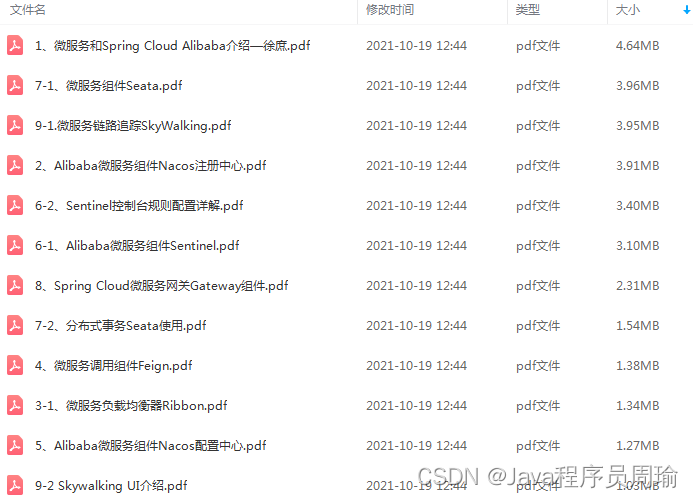 文件名 修改时间 类型 大小
1、微服务和Spring Cloud Alibaba介绍—徐庶.pdf 2021-10-19 12:44 pdf文件 4.64MB
7-1、微服务组件Seata.pdf 2021-10-19 12:44 pdf文件 3.96MB
9-1.微服务链路追踪SkyWalking.pdf 2021-10-19 12:44 pdf文件 3.95MB
2、Alibaba微服务组件Nacos注册中心.pdf 2021-10-19 12:44 pdf文件 3.91MB
6-2、Sentinel控制台规则配置详解.pdf 2021-10-19 12:44 pdf文件 3.40MB
6-1、Alibaba微服务组件Sentinel.pdf 2021-10-19 12:44 pdf文件 3.10MB
8、Spring Cloud微服务网关Gateway组件.pdf 2021-10-19 12:44 pdf文件 2.31MB
7-2、分布式事务Seata使用.pdf 2021-10-19 12:44 pdf文件 1.54MB
4、微服务调用组件Feign.pdf 2021-10-19 12:44 pdf文件 1.38MB
3-1、微服务负载均衡器Ribbon.pdf 2021-10-19 12:44 pdf文件 1.34MB
5、Alibaba微服务组件Nacos配置中心.pdf 2021-10-19 12:44 pdf文件 1.27MB
9-2 Skywalking UI介绍.pdf 2021-10-19 12:44 pdf文件 1.03MB
CSDN @Java程序员周瑜